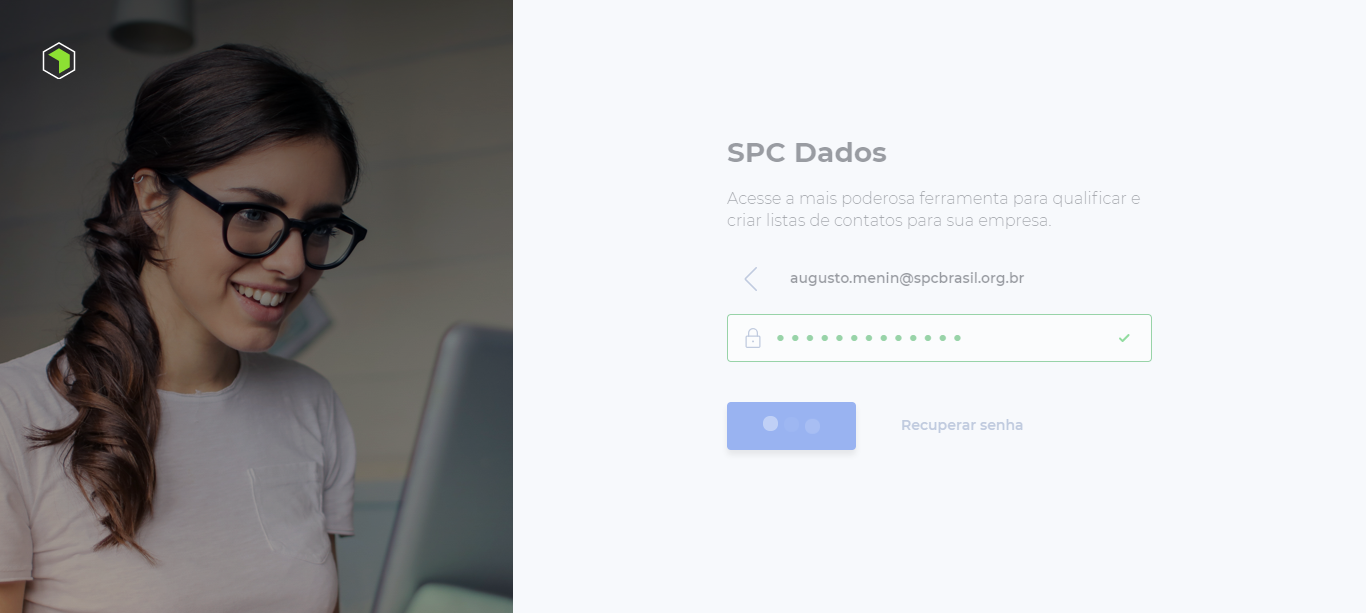 SPC Dados
Acesse a mais poderosa ferramenta para qualificar e
criar listas de contatos para sua empresa.
augusto.menin@spcbrasil.org.br
Recuperar senha